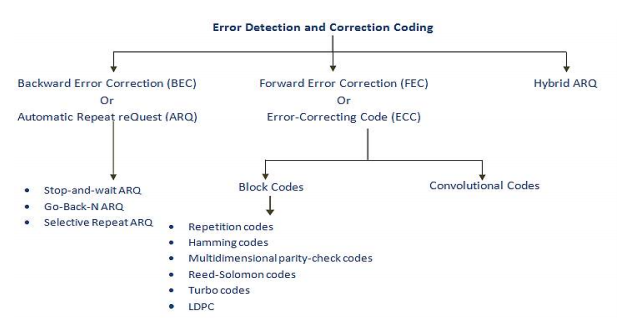 Error Detection and Correction Coding
Backward Error Correction (BEC)
Or
Automatic Repeat reQuest (ARQ)
Forward Error Correction (FEC)
Or
Error-Correcting Code (ECC)
Hybrid ARQ
• Stop-and-wait ARQ
• Go-Back-N ARQ
• Selective Repeat ARQ
Block Codes
Convolutional Codes
• Repetition codes
• Hamming codes
• Multidimensional parity-check codes
• Reed-Solomon codes
• Turbo codes
• LDPC